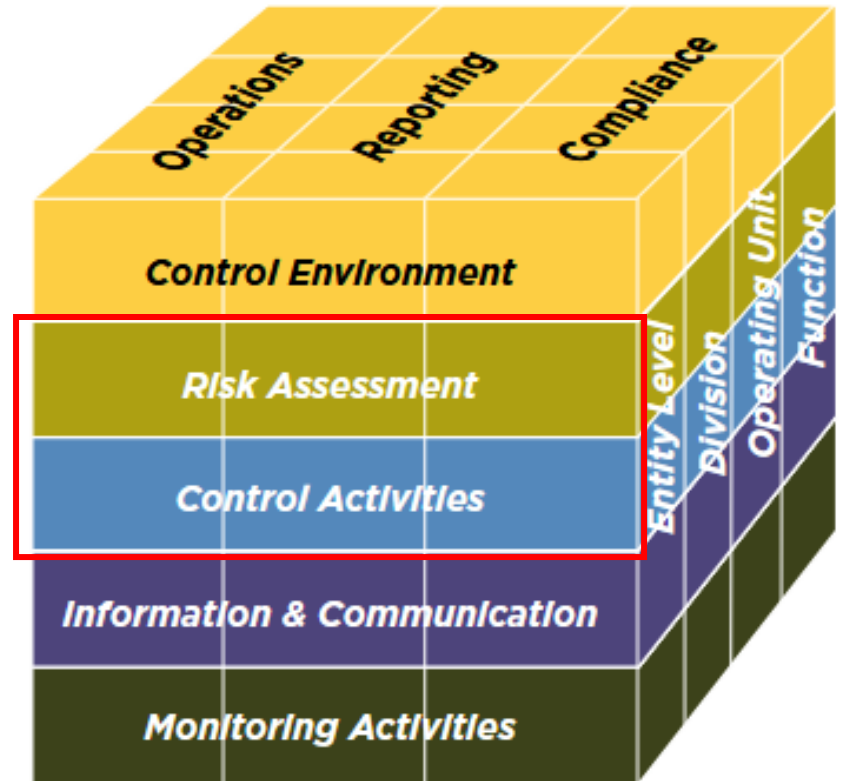 Operations
Reporting
Compliance
Control Environment
Risk Assessment
Control Activities
Information & Communication
Monitoring Activities
Entity Level
Division
Operating Unit
Function